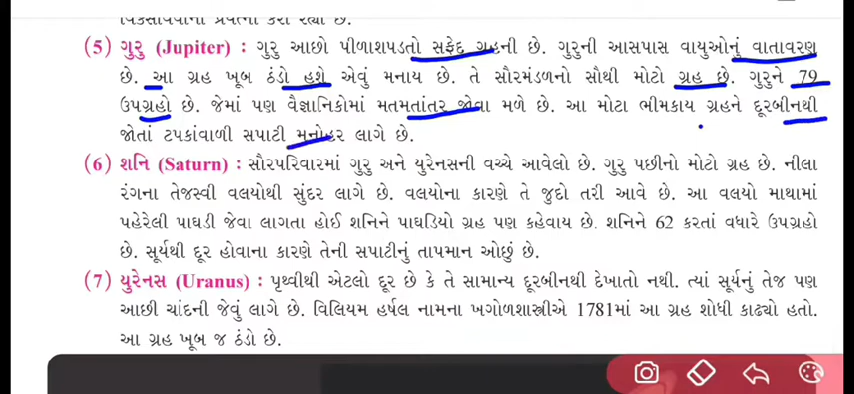 (5) ગુરુ (Jupiter) : ગુરુ આછો પીળાશપડતો સફેદ ગ્રહની છે. ગુરુની આસપાસ વાયુઓનું વાતાવરણ
છે. આ ગ્રહ ખૂબ ઠંડો હશે એવું મનાય છે. તે સૌરમંડળનો સૌથી મોટો ગ્રહ છે. ગુરુને 79
ઉપગ્રહો છે. જેમાં પણ વૈજ્ઞાનિકોમાં મતમતાંતર જોવા મળે છે. આ મોટા ભીમકાય ગ્રહને દૂરબીનથી
જોતાં ટપકાંવાળી સપાટી મનોહર લાગે છે.
(6) શનિ (Saturn) : સૌરપરિવારમાં ગુરુ અને યુરેનસની વચ્ચે આવેલો છે. ગુરુ પછીનો મોટો ગ્રહ છે. નીલા
રંગના તેજસ્વી વલયોથી સુંદર લાગે છે. વલયોના કારણે તે જુદો તરી આવે છે. આ વલયો માથામાં
પહેરેલી પાઘડી જેવા લાગતા હોઈ શનિને પાઘડિયો ગ્રહ પણ કહેવાય છે. શનિને 62 કરતાં વધારે ઉપગ્રહો
છે. સૂર્યથી દૂર હોવાના કારણે તેની સપાટીનું તાપમાન ઓછું છે.
(7) યુરેનસ (Uranus) : પૃથ્વીથી એટલો દૂર છે કે તે સામાન્ય દૂરબીનથી દેખાતો નથી. ત્યાં સૂર્યનું તેજ પણ
આછી ચાંદની જેવું લાગે છે. વિલિયમ હર્ષલ નામના ખગોળશાસ્ત્રીએ 1781માં આ ગ્રહ શોધી કાઢ્યો હતો.
આ ગ્રહ ખૂબ જ ઠંડો છે.